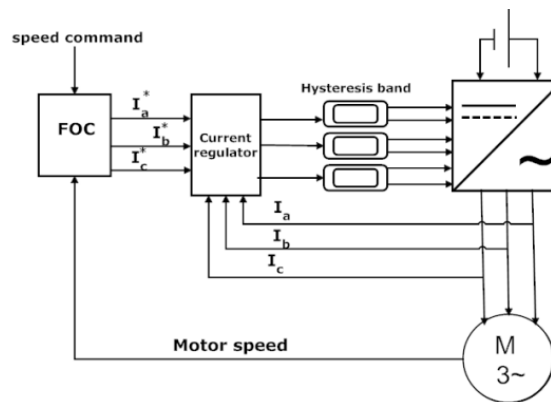 speed command
Hysteresis band
FOC
I*a
I*b
I*c
Current
regulator
Ia
Ib
Ic
Motor speed
M
3~